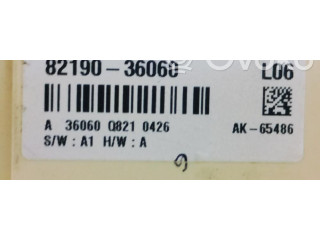 82190-36060 L06
A 36060 Q821 0426 AK-65486
S/W : A1 H/W : A